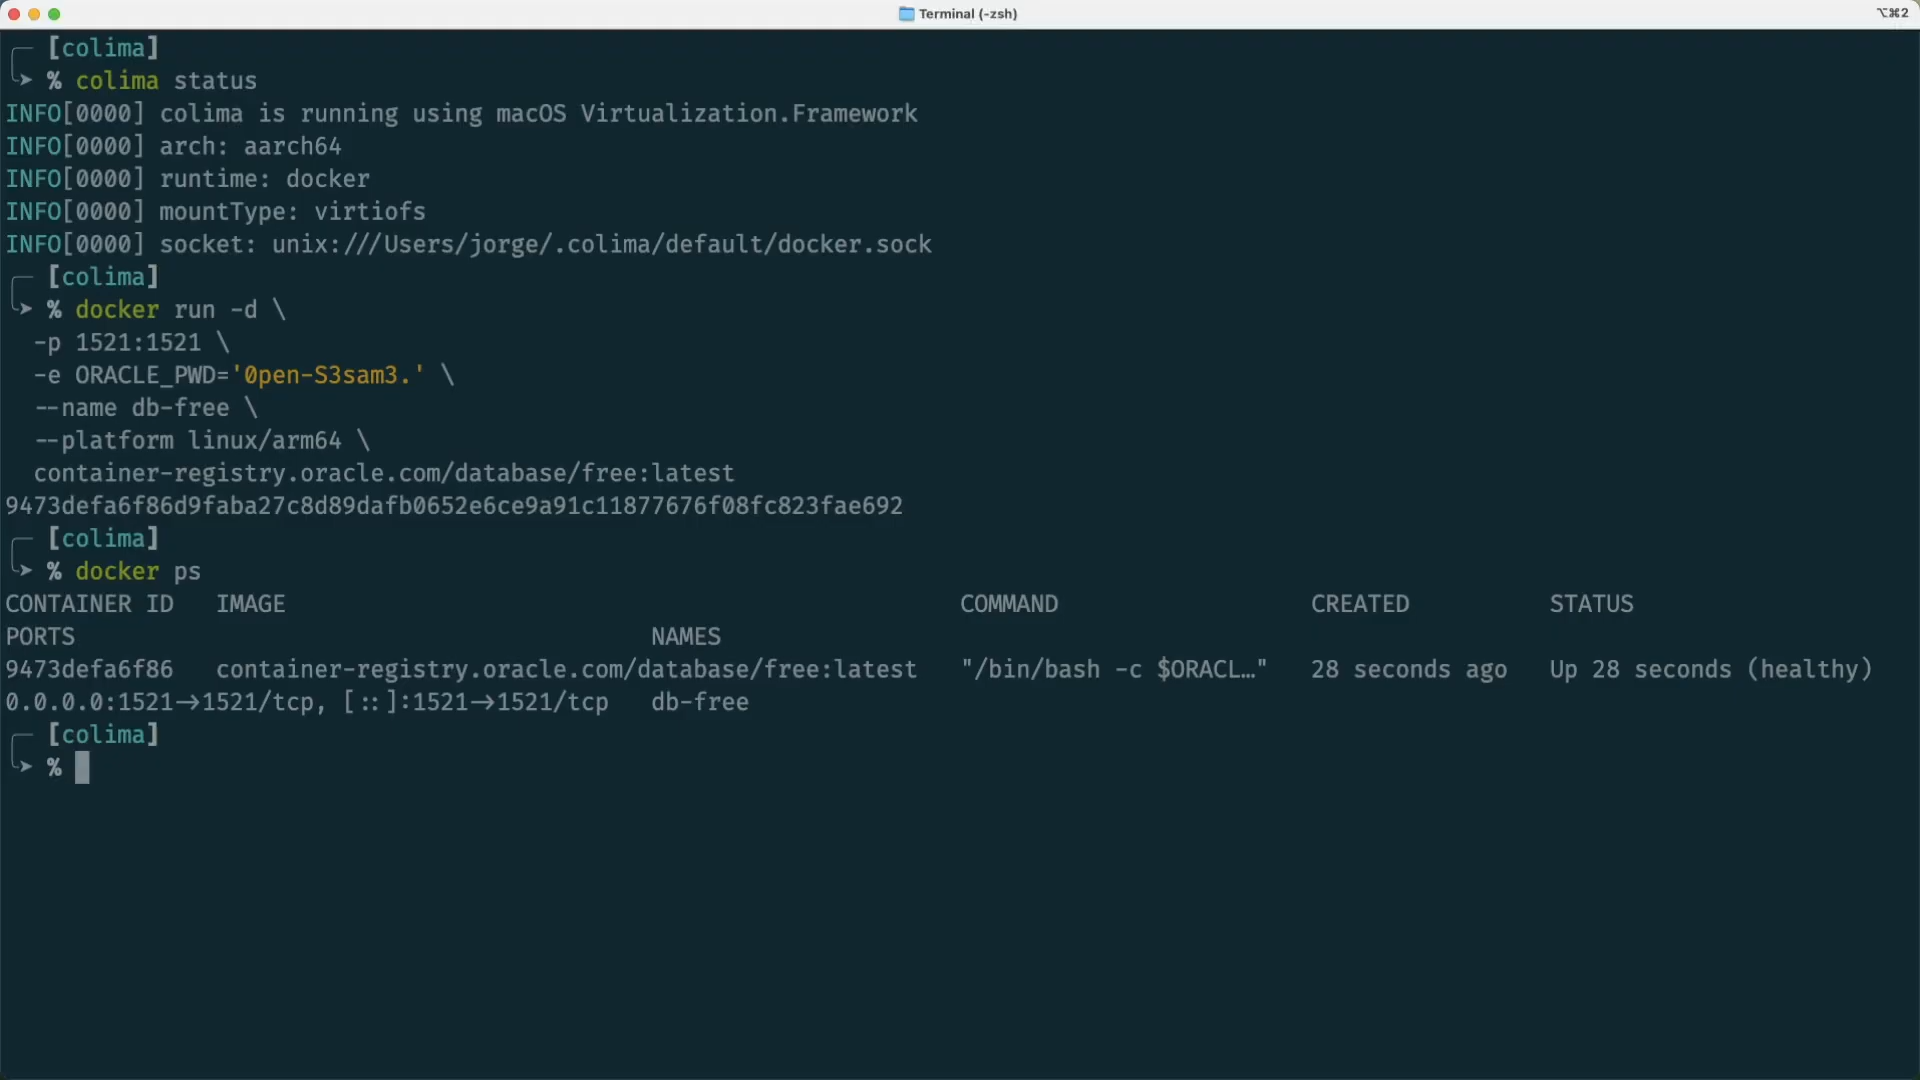 Terminal (-zsh)
⌥⌘2
[colima]
% colima status
INFO[0000] colima is running using macOS Virtualization.Framework
INFO[0000] arch: aarch64
INFO[0000] runtime: docker
INFO[0000] mountType: virtiofs
INFO[0000] socket: unix:///Users/jorge/.colima/default/docker.sock
[colima]
% docker run -d \
-p 1521:1521 \
-e ORACLE_PWD='0pen-S3sam3.' \
--name db-free \
--platform linux/arm64 \
container-registry.oracle.com/database/free:latest
9473defa6f86d9faba27c8d89dafb0652e6ce9a91c11877676f08fc823fae692
[colima]
% docker ps
CONTAINER ID IMAGE COMMAND CREATED STATUS
PORTS NAMES
9473defa6f86 container-registry.oracle.com/database/free:latest "/bin/bash -c $ORACL…" 28 seconds ago Up 28 seconds (healthy)
0.0.0.0:1521->1521/tcp, [::]:1521->1521/tcp db-free
[colima]
%